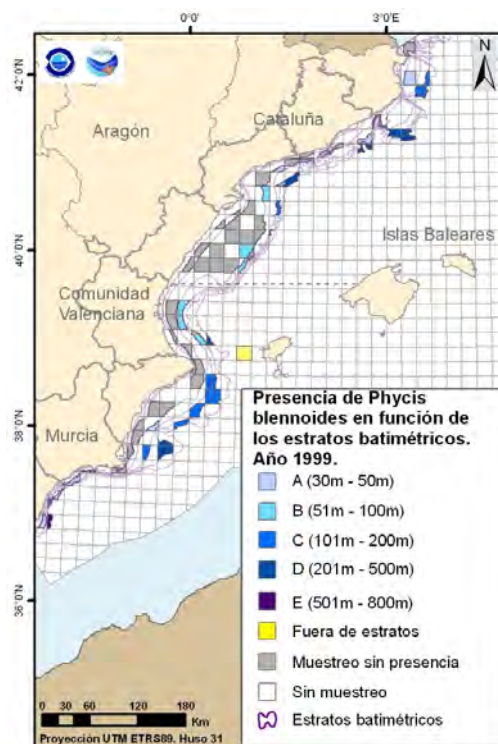 0°0'
3°0'E
N
42°0'N
Cataluña
Aragón
40°0'N
Islas Baleares
Comunidad
Valenciana
Presencia de Phycis
blennoides en función de
los estratos batimétricos.
Año 1999.
38°0'N
Murcia
A (30m - 50m)
B (51m - 100m)
C (101m - 200m)
D (201m - 500m)
E (501m - 800m)
36°0'N
Fuera de estratos
Muestreo sin presencia
Sin muestreo
Estratos batimétricos
0 30 60 120 180
Km
Proyección UTM ETRS89. Huso 31